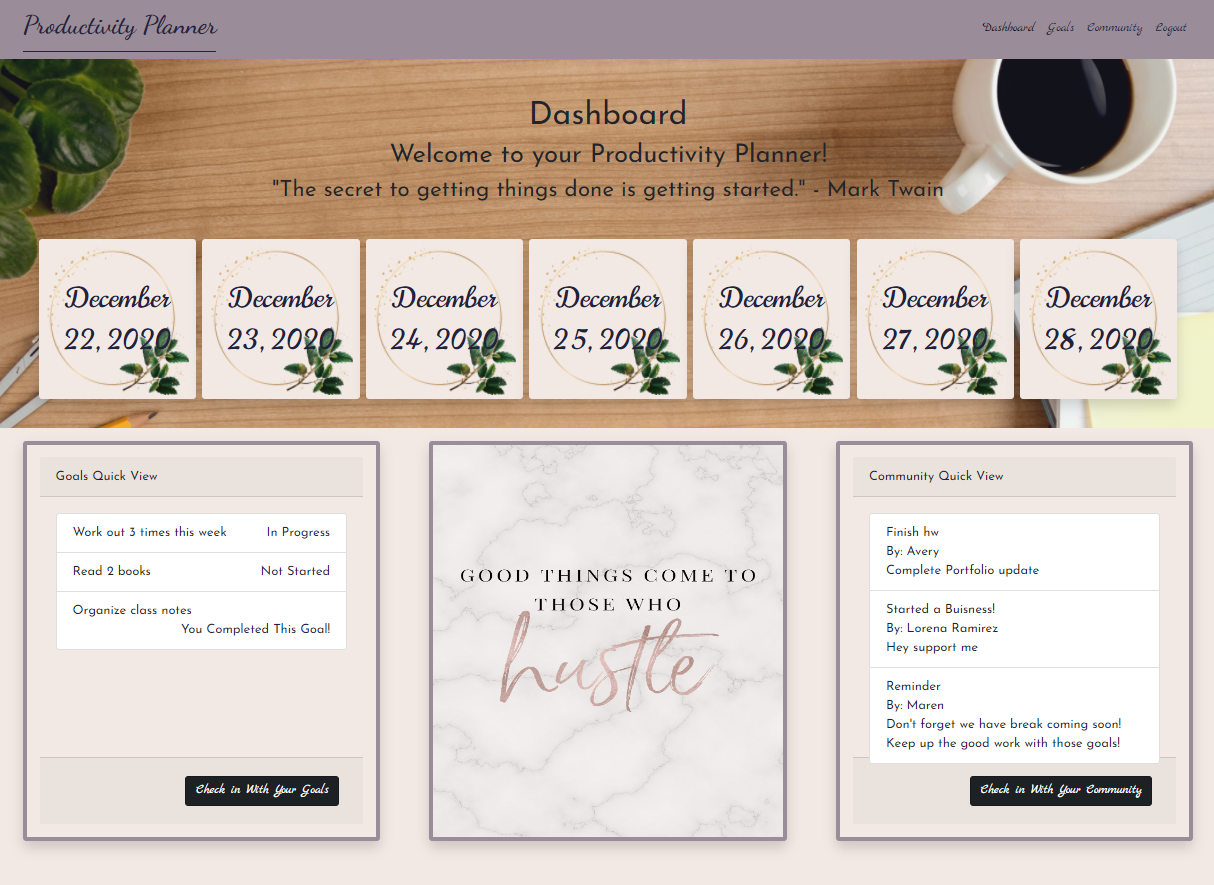 Productivity Planner
Dashboard Goals Community Logout
Dashboard
Welcome to your Productivity Planner!
"The secret to getting things done is getting started." - Mark Twain
December
22, 2020
December
23, 2020
December
24, 2020
December
25, 2020
December
26, 2020
December
27, 2020
December
28, 2020
Goals Quick View
Work out 3 times this week In Progress
Read 2 books Not Started
Organize class notes
You Completed This Goal!
Check in With Your Goals
GOOD THINGS COME TO
THOSE WHO
hustle
Community Quick View
Finish hw
By: Avery
Complete Portfolio update
Started a Buisness!
By: Lorena Ramirez
Hey support me
Reminder
By: Maren
Don't forget we have break coming soon!
Keep up the good work with those goals!
Check in With Your Community